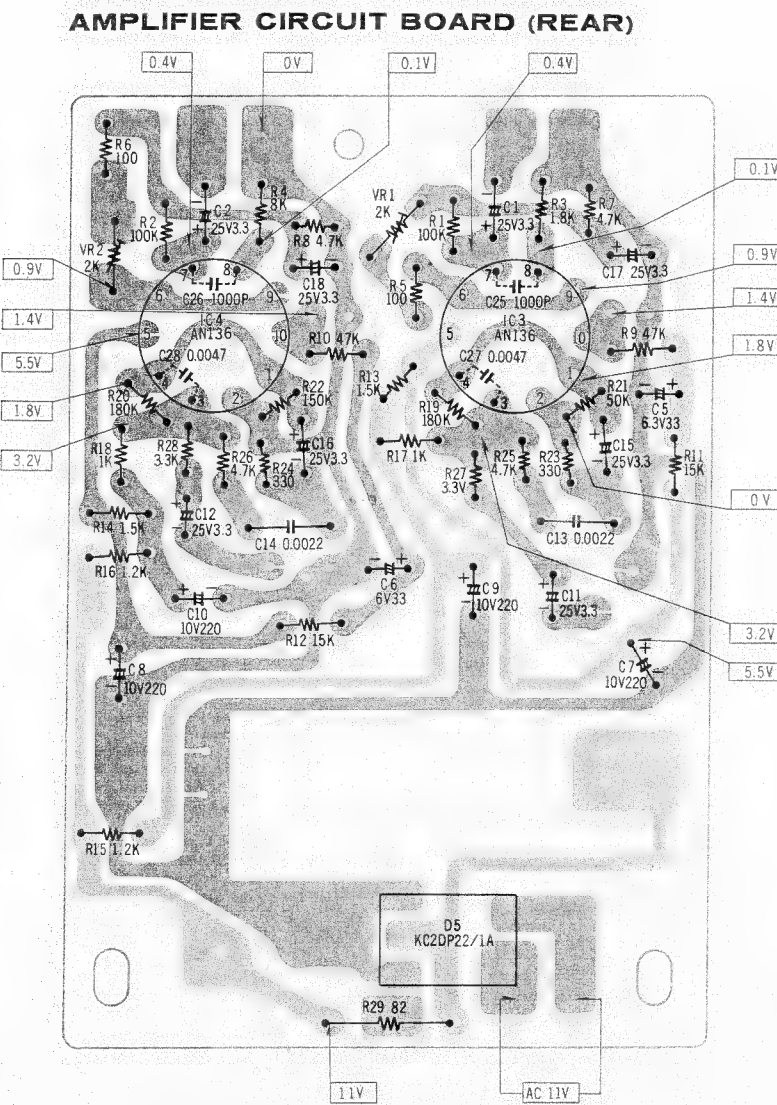 AMPLIFIER CIRCUIT BOARD (REAR)
0.4V
0V
0.1V
0.4V
R6
100
R4
8K
VR1
2K
R3
1.8K
R7
4.7K
0.1V
R2
100K
C2
25V3.3
R8 4.7K
R1
100K
C1
25V3.3
VR2
2K
C17 25V3.3
0.9V
0.9V
7
8
6
9
C26 1000P
C18
25V3.3
R5
100
7
8
6
9
C25 1000P
1.4V
1.4V
IC4
AN136
5
10
IC3
AN136
5
10
R10 47K
R9 47K
1.8V
5.5V
C28 0.0047
C27 0.0047
R13
1.5K
4
3
2
1
4
3
2
1
R20
180K
R22
150K
R19
180K
R21
50K
C5
6.3V33
1.8V
3.2V
R18
1K
R28
3.3K
R26
4.7K
R24
330
C16
25V3.3
R17 1K
R27
3.3V
R25
4.7K
R23
330
C15
25V3.3
R11
15K
0V
R14 1.5K
C12
25V3.3
C14 0.0022
C13 0.0022
R16 1.2K
C6
6V33
C10
10V220
C9
10V220
C11
25V3.3
R12 15K
3.2V
5.5V
C8
10V220
C7
10V220
R15 1.2K
D5
KC2DP22/1A
R29 82
11V
AC 11V